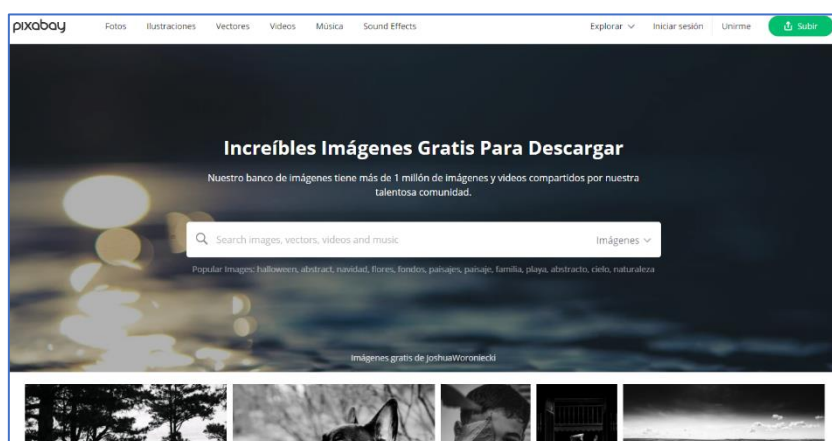 pixabay
Fotos Ilustraciones Vectores Videos Música Sound Effects Explorar Iniciar sesión Unirme Subir
Increíbles Imágenes Gratis Para Descargar
Nuestro banco de imágenes tiene más de 1 millón de imágenes y videos compartidos por nuestra
talentosa comunidad.
Search images, vectors, videos and music Imágenes
Popular Images: halloween, abstract, navidad, flores, fondos, paisajes, paisaje, familia, playa, abstracto, cielo, naturaleza
Imágenes gratis de JoshuaWoroniecki